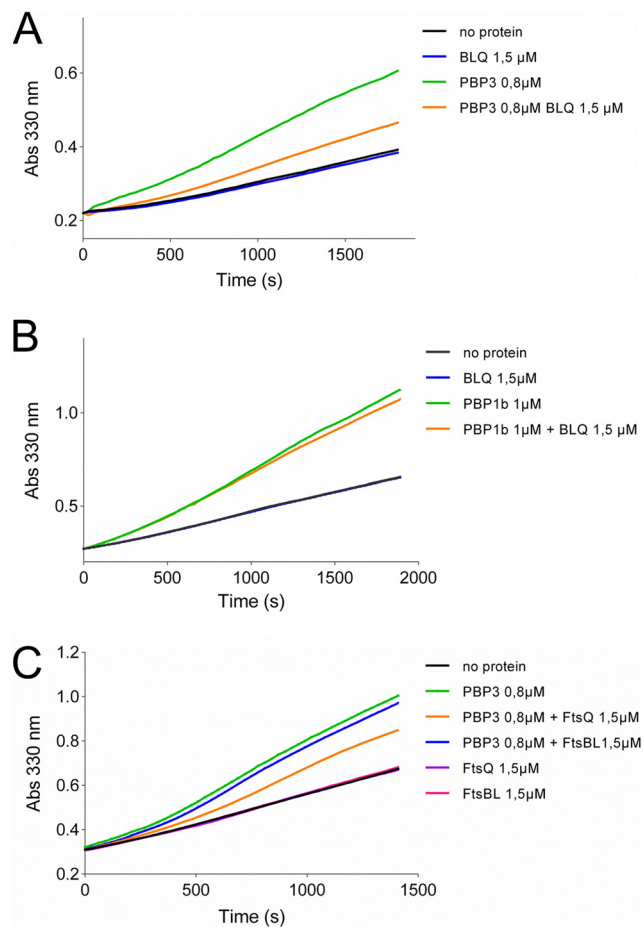 A
no protein
BLQ 1,5 µM
PBP3 0,8µM
PBP3 0,8µM BLQ 1,5 µM
Abs 330 nm
0.6
0.4
0.2
0 500 1000 1500
Time (s)
B
no protein
BLQ 1,5µM
PBP1b 1µM
PBP1b 1µM + BLQ 1,5 µM
Abs 330 nm
1.0
0.5
0 500 1000 1500 2000
Time (s)
C
no protein
PBP3 0,8µM
PBP3 0,8µM + FtsQ 1,5µM
PBP3 0,8µM + FtsBL1,5µM
FtsQ 1,5µM
FtsBL 1,5µM
Abs 330 nm
1.2
1.0
0.8
0.6
0.4
0.2
0 500 1000 1500
Time (s)